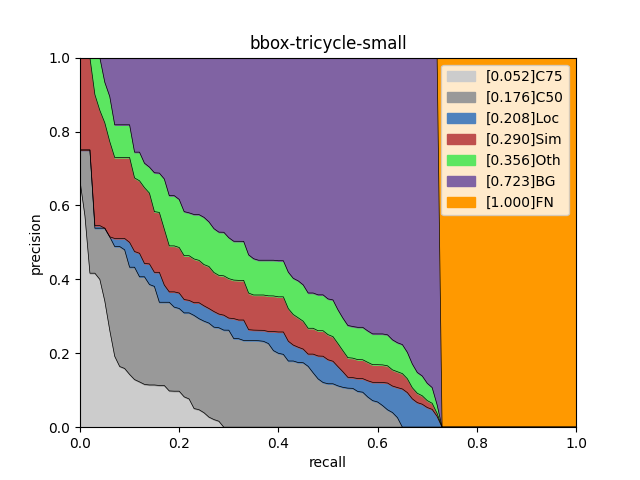 bbox-tricycle-small
1.0
0.8
0.6
0.4
0.2
0.0
precision
[0.052]C75
[0.176]C50
[0.208]Loc
[0.290]Sim
[0.356]Oth
[0.723]BG
[1.000]FN
0.0 0.2 0.4 0.6 0.8 1.0
recall